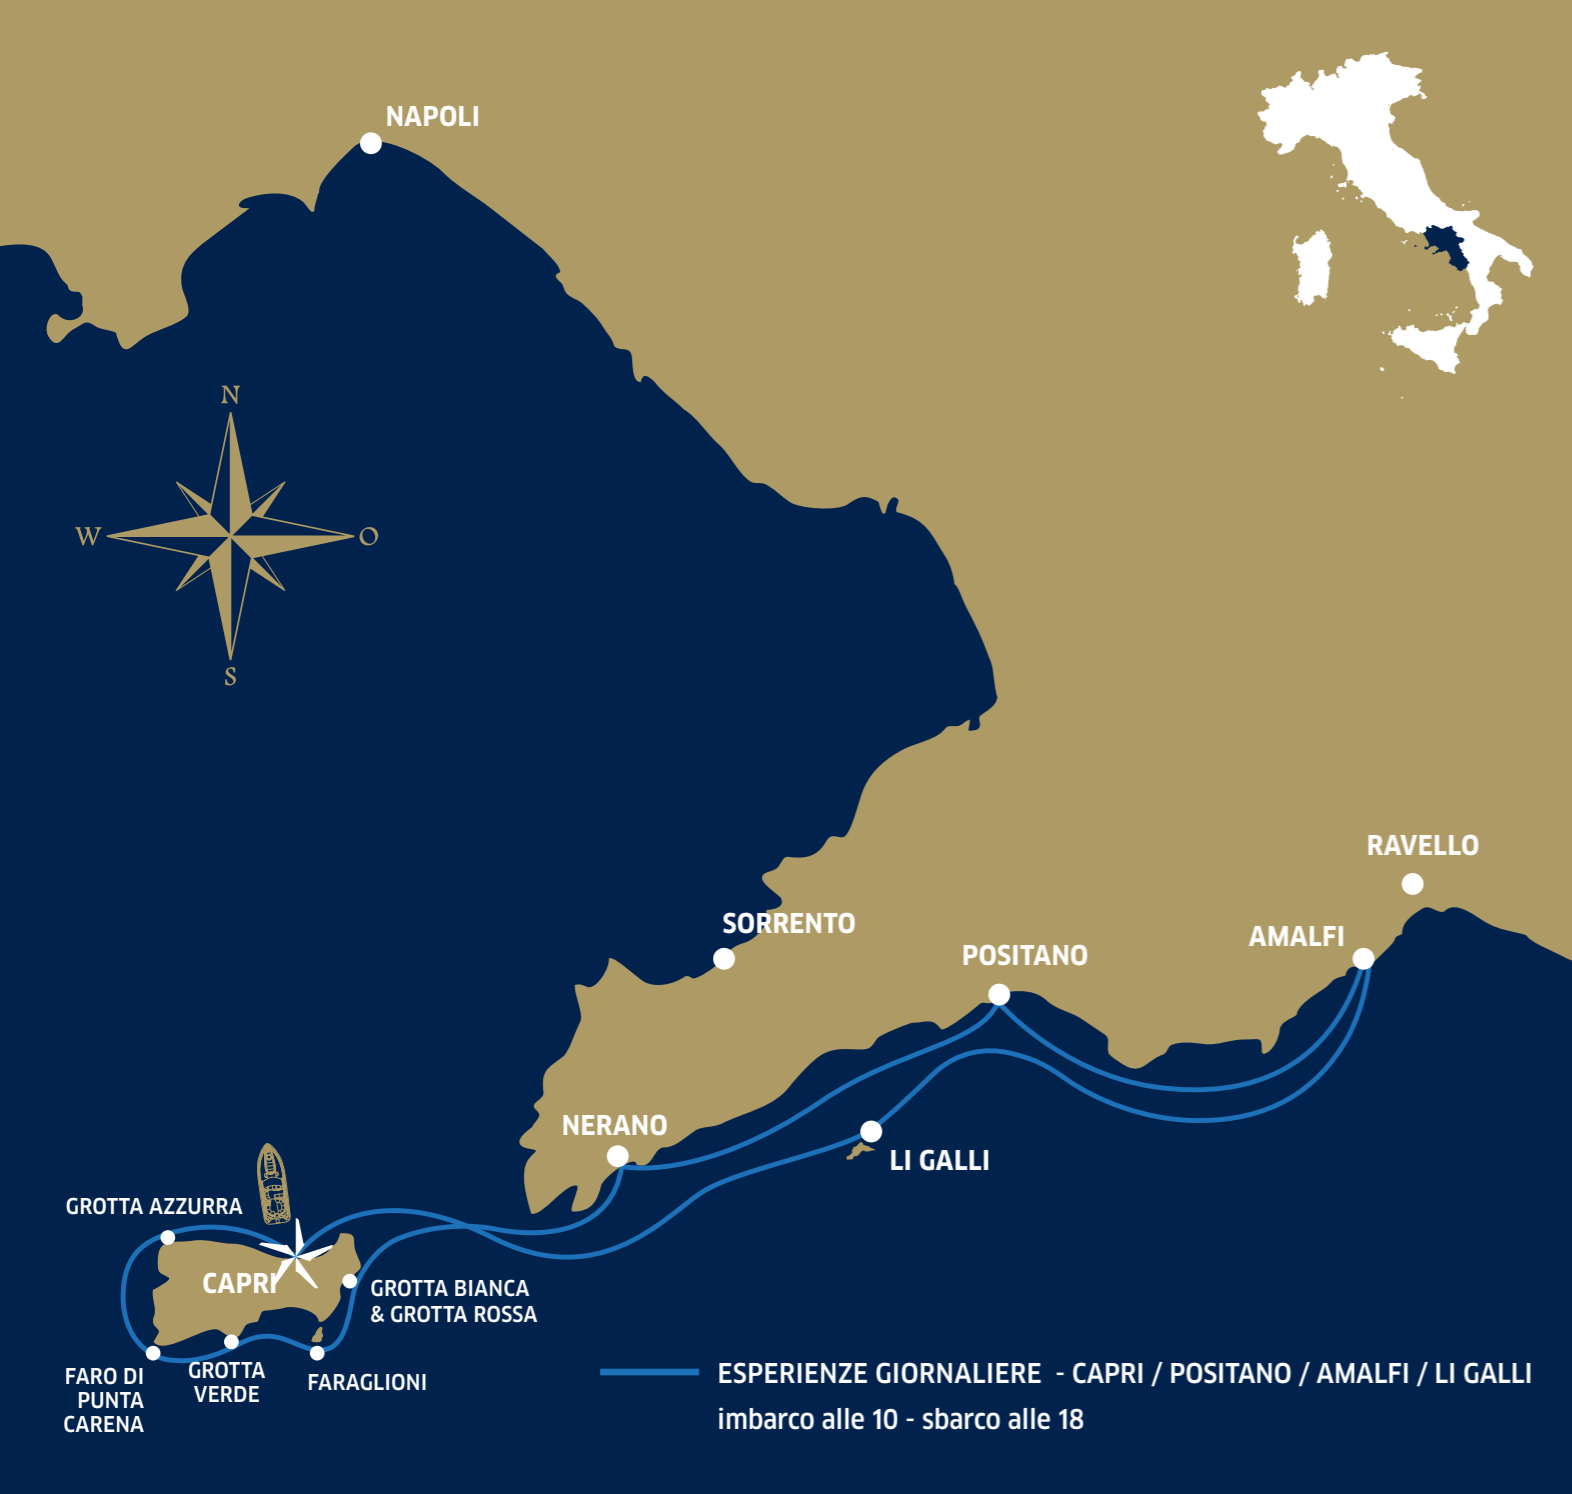 NAPOLI
N
W
O
S
RAVELLO
SORRENTO
AMALFI
POSITANO
NERANO
LI GALLI
GROTTA AZZURRA
CAPRI
GROTTA BIANCA
& GROTTA ROSSA
FARO DI
PUNTA
CARENA
GROTTA
VERDE
FARAGLIONI
ESPERIENZE GIORNALIERE - CAPRI / POSITANO / AMALFI / LI GALLI
imbarco alle 10 - sbarco alle 18